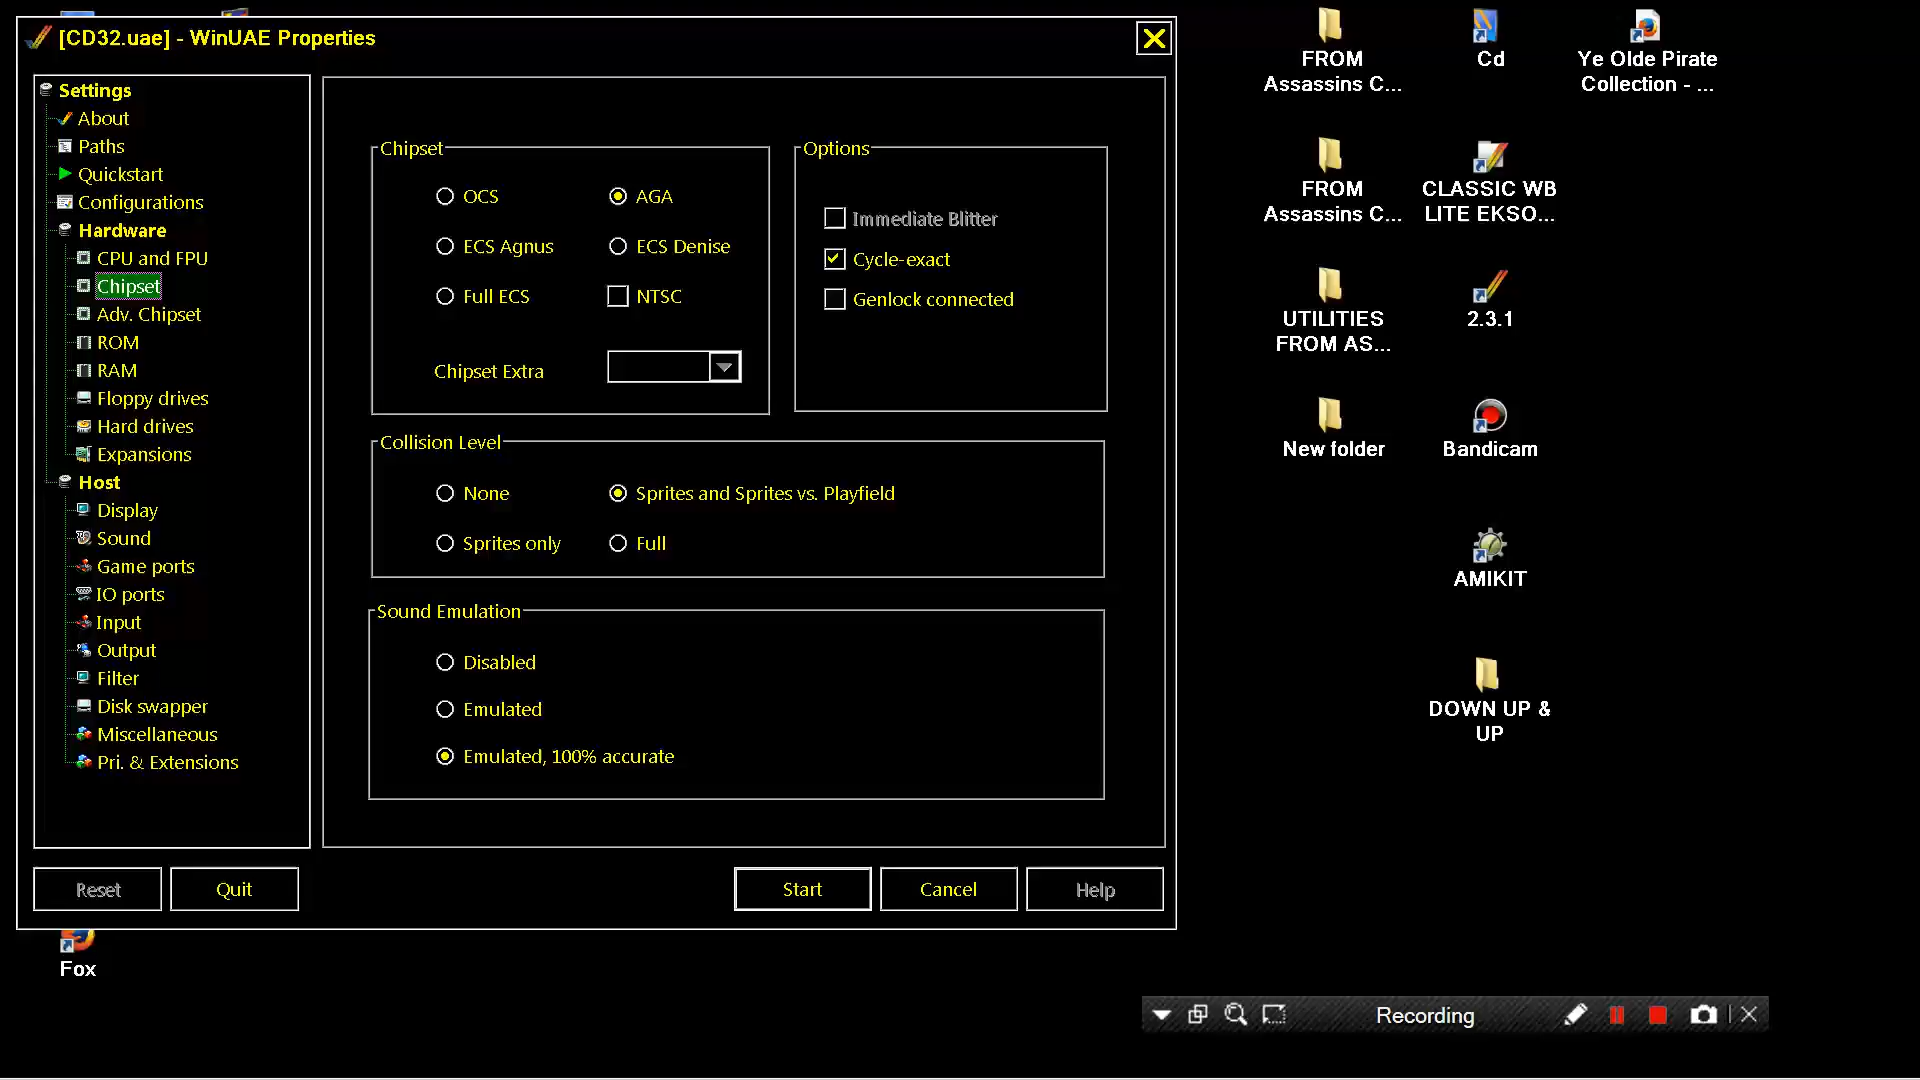 [CD32.uae] - WinUAE Properties
Settings
About
Paths
Quickstart
Configurations
Hardware
CPU and FPU
Chipset
Adv. Chipset
ROM
RAM
Floppy drives
Hard drives
Expansions
Host
Display
Sound
Game ports
IO ports
Input
Output
Filter
Disk swapper
Miscellaneous
Pri. & Extensions
Chipset
OCS
AGA
ECS Agnus
ECS Denise
Full ECS
NTSC
Chipset Extra
Options
Immediate Blitter
Cycle-exact
Genlock connected
Collision Level
None
Sprites and Sprites vs. Playfield
Sprites only
Full
Sound Emulation
Disabled
Emulated
Emulated, 100% accurate
Reset
Quit
Start
Cancel
Help
FROM
Assassins C...
Cd
Ye Olde Pirate
Collection - ...
FROM
Assassins C...
CLASSIC WB
LITE EKSO...
UTILITIES
FROM AS...
2.3.1
New folder
Bandicam
AMIKIT
DOWN UP &
UP
Fox
Recording